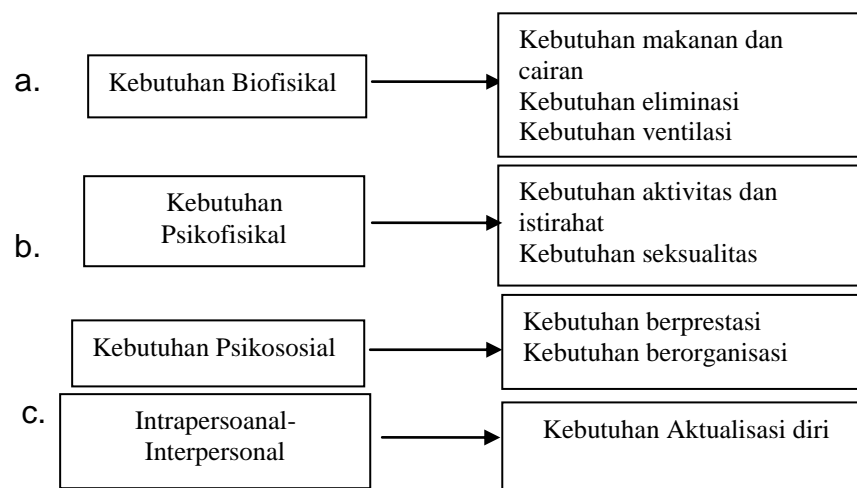 a.
Kebutuhan Biofisikal
Kebutuhan makanan dan
cairan
Kebutuhan eliminasi
Kebutuhan ventilasi
b.
Kebutuhan
Psikofisikal
Kebutuhan aktivitas dan
istirahat
Kebutuhan seksualitas
Kebutuhan Psikososial
Kebutuhan berprestasi
Kebutuhan berorganisasi
c.
Intrapersoanal-
Interpersonal
Kebutuhan Aktualisasi diri